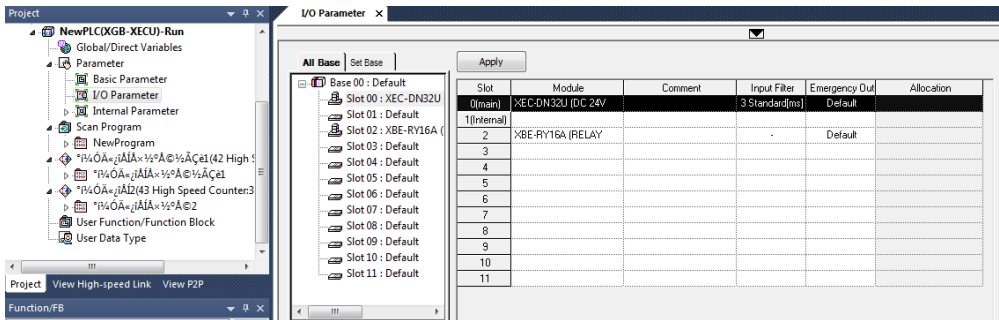 Project
NewPLC(XGB-XECU)-Run
Global/Direct Variables
Parameter
Basic Parameter
I/O Parameter
Internal Parameter
Scan Program
NewProgram
User Function/Function Block
User Data Type
Project View High-speed Link View P2P
Function/FB
I/O Parameter
All Base Set Base
Base 00 : Default
Slot 00 : XEC-DN32U
Slot 01 : Default
Slot 02 : XBE-RY16A (
Slot 03 : Default
Slot 04 : Default
Slot 05 : Default
Slot 06 : Default
Slot 07 : Default
Slot 08 : Default
Slot 09 : Default
Slot 10 : Default
Slot 11 : Default
Apply
Slot Module Comment Input Filter Emergency Out Allocation
0(main) XEC-DN32U (DC 24V 3 Standard[ms] Default
1(Internal)
2 XBE-RY16A (RELAY - Default
3
4
5
6
7
8
9
10
11